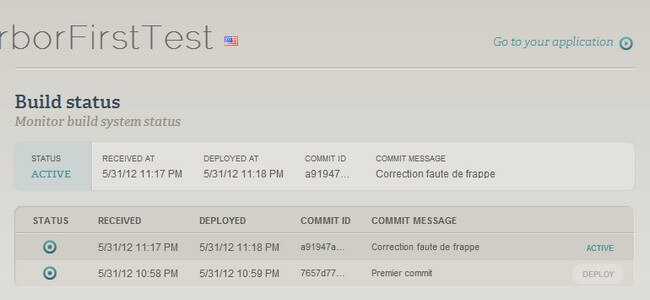 rborFirstTest
Go to your application
Build status
Monitor build system status
STATUS RECEIVED AT DEPLOYED AT COMMIT ID COMMIT MESSAGE
ACTIVE 5/31/12 11:17 PM 5/31/12 11:18 PM a91947... Correction faute de frappe
STATUS RECEIVED DEPLOYED COMMIT ID COMMIT MESSAGE
5/31/12 11:17 PM 5/31/12 11:18 PM a91947a... Correction faute de frappe ACTIVE
5/31/12 10:58 PM 5/31/12 10:59 PM 7657d77... Premier commit DEPLOY